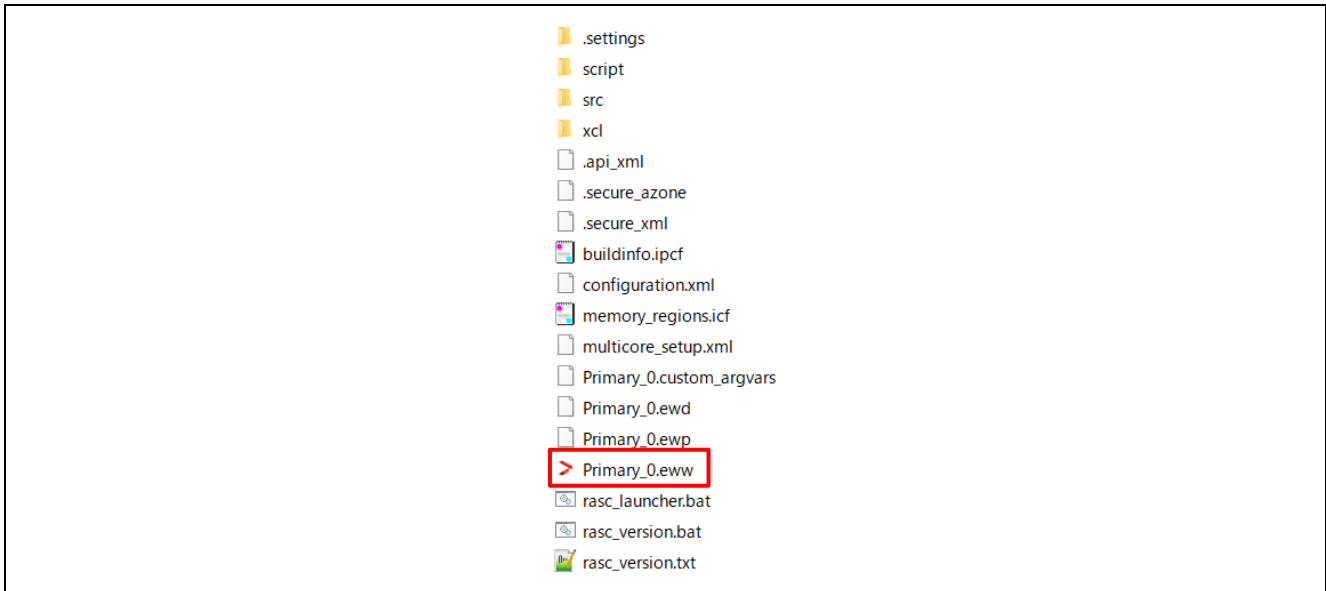 .settings
script
src
xcl
.api_xml
.secure_azone
.secure_xml
buildinfo.ipcf
configuration.xml
memory_regions.icf
multicore_setup.xml
Primary_0.custom_argvars
Primary_0.ewd
Primary_0.ewp
Primary_0.eww
rasc_launcher.bat
rasc_version.bat
rasc_version.txt